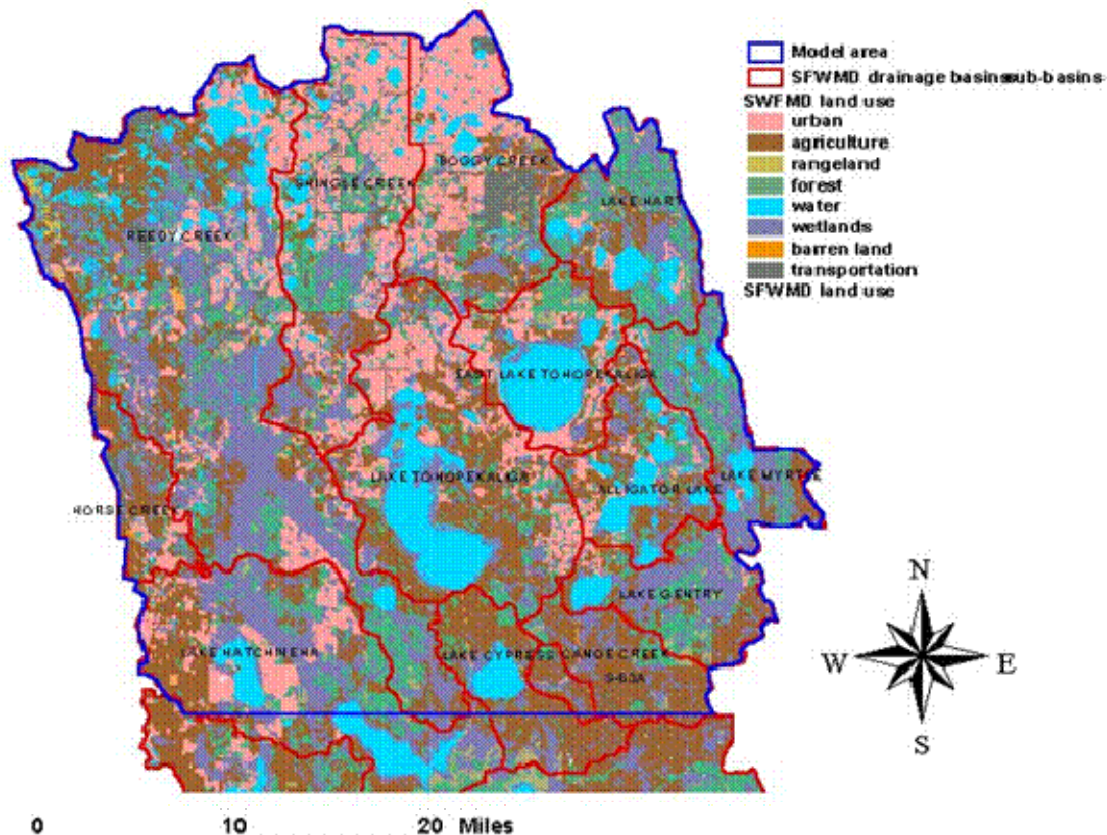 Model area
SFWMD drainage basins sub-basins
SWFMD land use
urban
agriculture
rangeland
forest
water
wetlands
barren land
transportation
SFWMD land use
BOGGY CREEK
SHINGLE CREEK
LAKE HART
REEDY CREEK
EAST LAKE TOHOPEKALIGA
LAKE TOHOPEKALIGA
ALLIGATOR LAKE
LAKE MYRTLE
HORSE CREEK
LAKE GENTRY
LAKE HATCHINEHA
LAKE CYPRESS
CANOE CREEK
S-63A
N
W
E
S
0 10 20 Miles